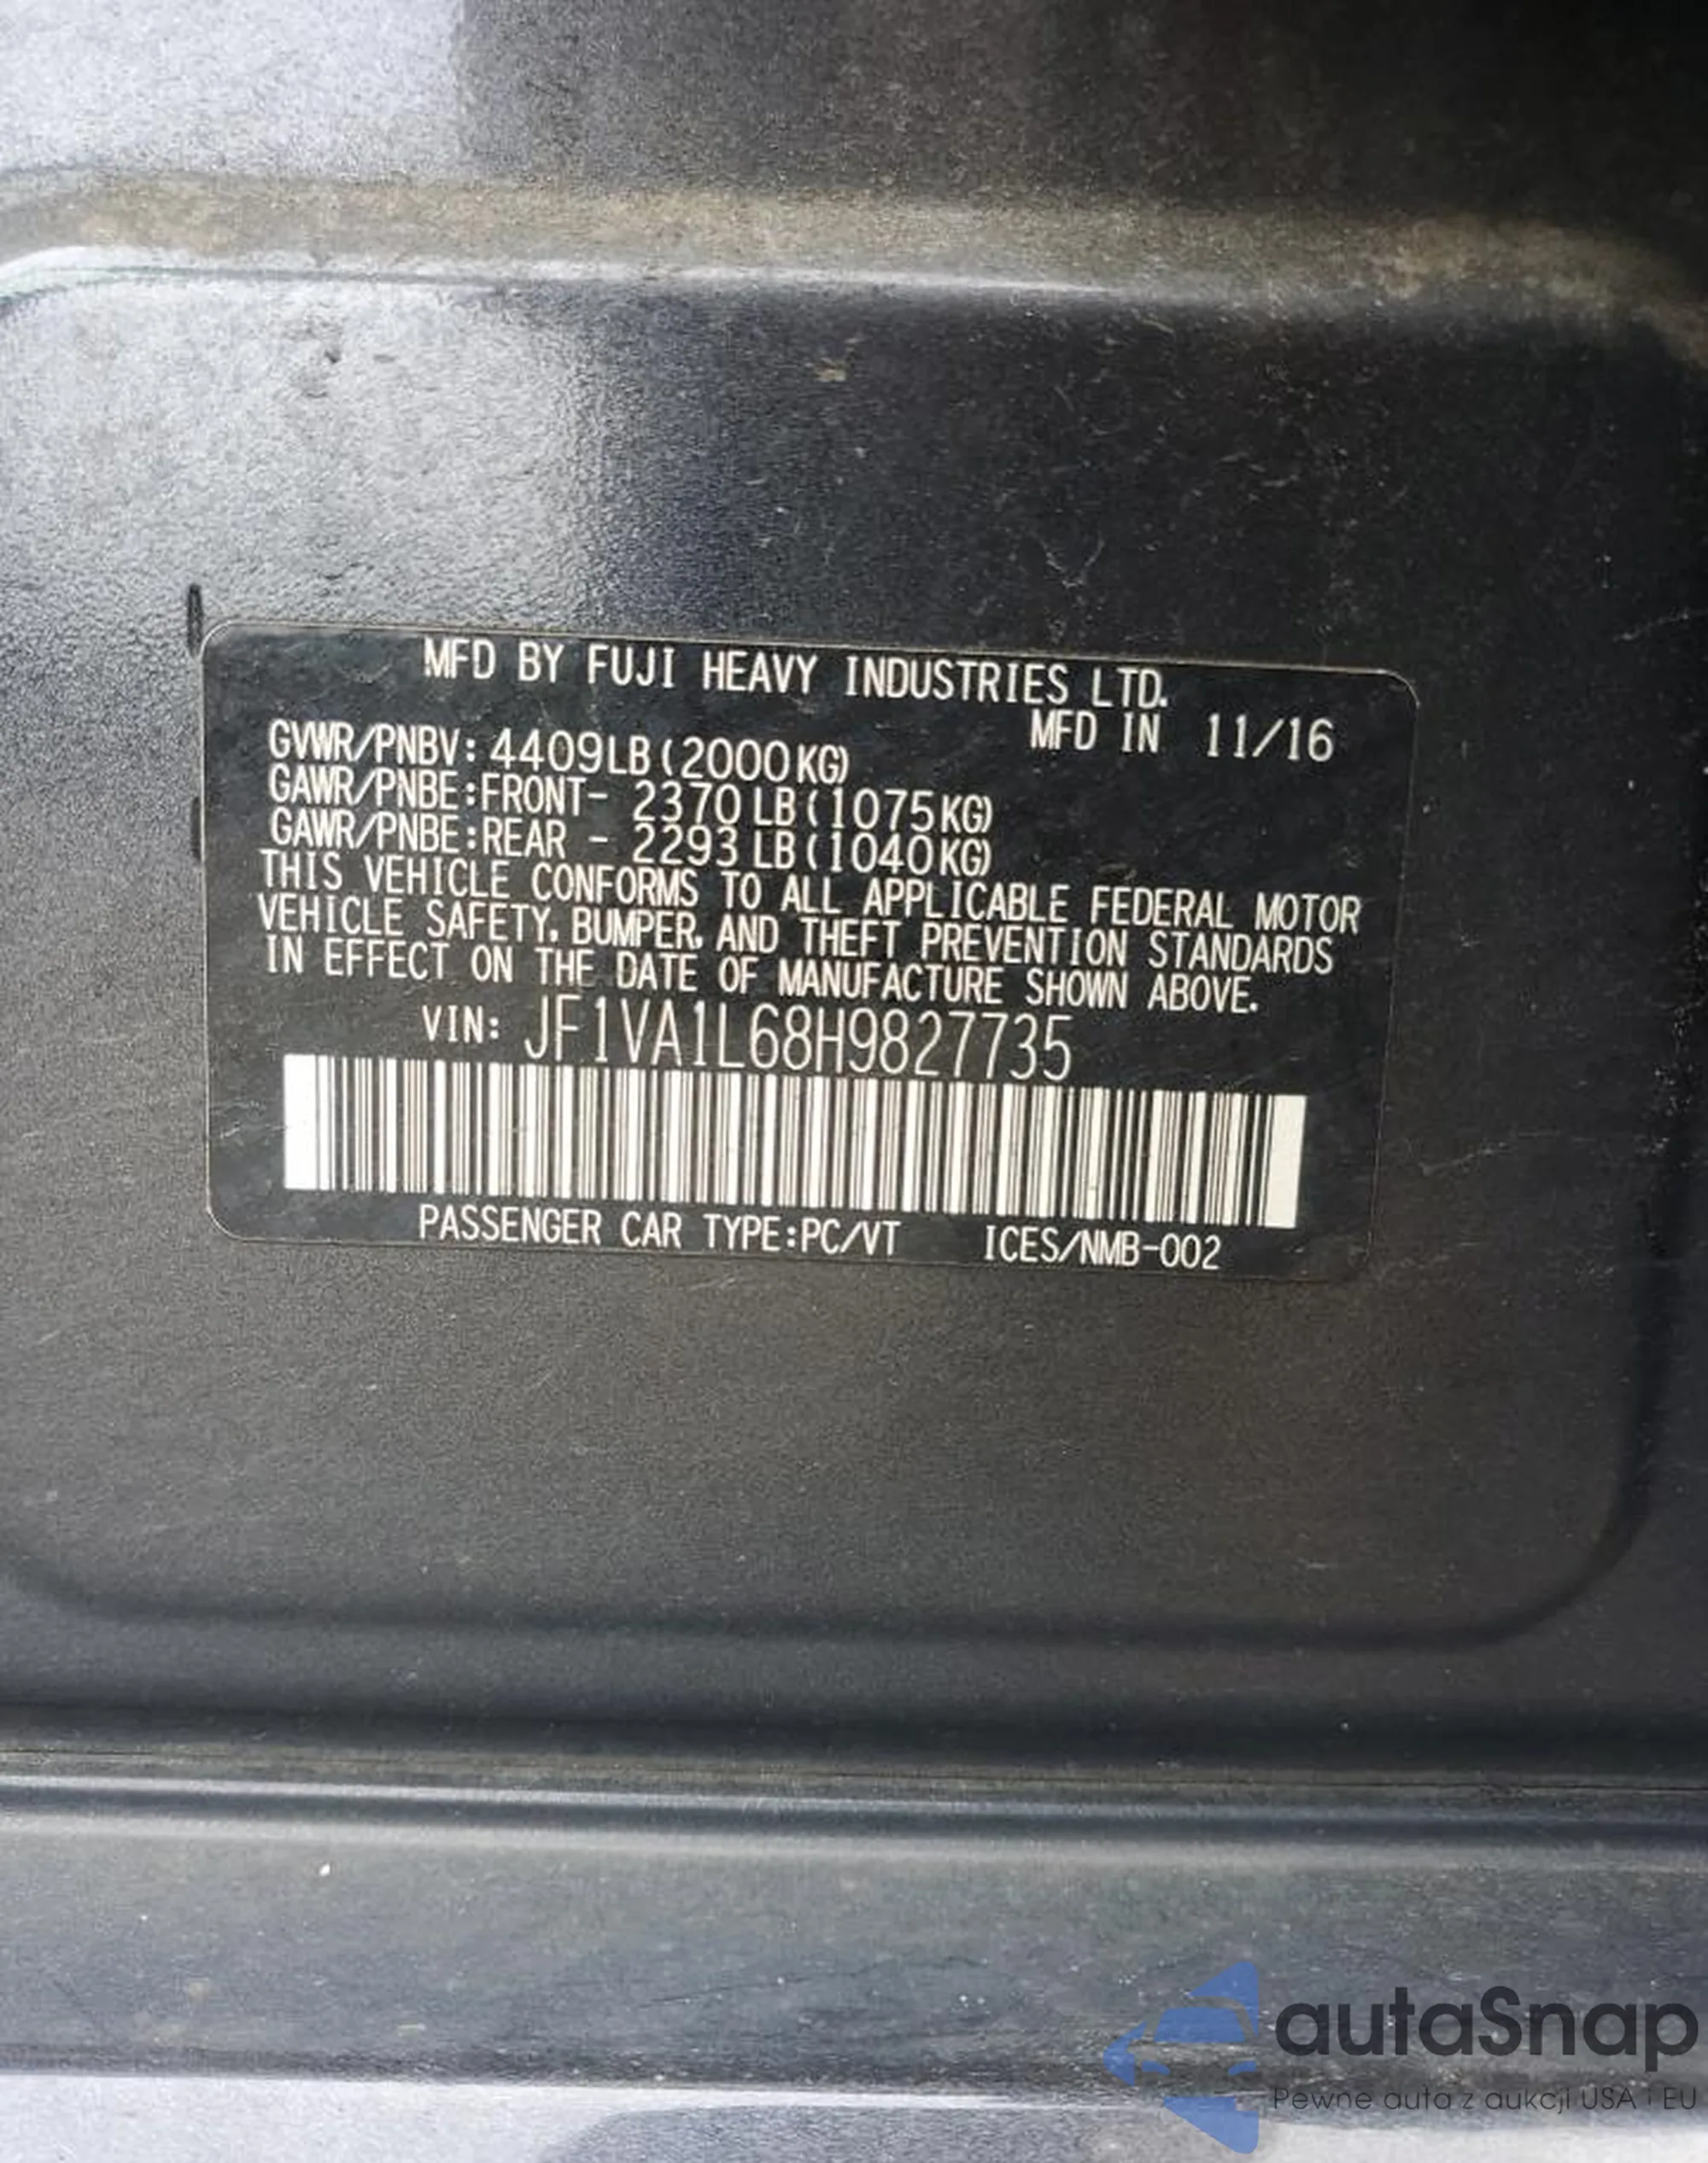 MFD BY FUJI HEAVY INDUSTRIES LTD.
MFD IN 11/16
GVWR/PNBV: 4409LB(2000KG)
GAWR/PNBE:FRONT- 2370LB(1075KG)
GAWR/PNBE:REAR - 2293LB(1040KG)
THIS VEHICLE CONFORMS TO ALL APPLICABLE FEDERAL MOTOR
VEHICLE SAFETY, BUMPER, AND THEFT PREVENTION STANDARDS
IN EFFECT ON THE DATE OF MANUFACTURE SHOWN ABOVE.
VIN: JF1VA1L68H9827735
PASSENGER CAR TYPE:PC/VT ICES/NMB-002
autaSnap
Pewne auta z aukcji USA i EU